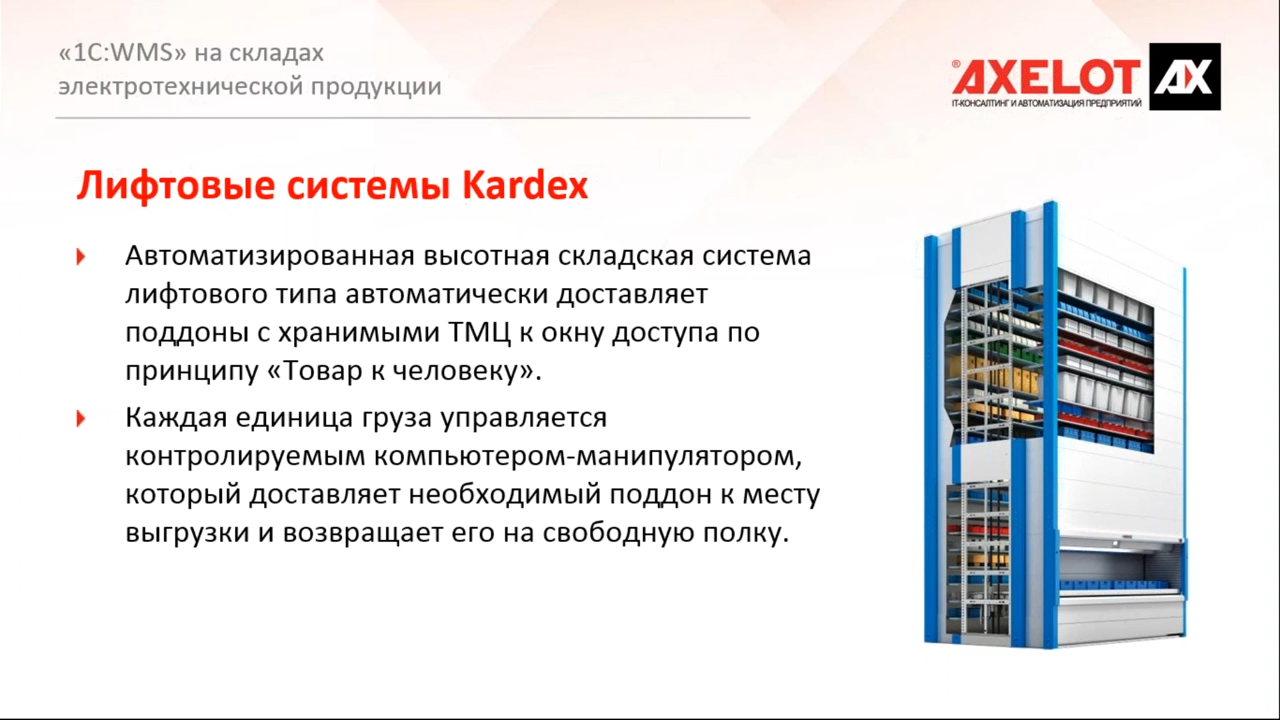 «1С:WMS» на складах
электротехнической продукции
® AXELOT AX
IT-КОНСАЛТИНГ И АВТОМАТИЗАЦИЯ ПРЕДПРИЯТИЙ
Лифтовые системы Kardex
Автоматизированная высотная складская система
лифтового типа автоматически доставляет
поддоны с хранимыми ТМЦ к окну доступа по
принципу «Товар к человеку».
Каждая единица груза управляется
контролируемым компьютером-манипулятором,
который доставляет необходимый поддон к месту
выгрузки и возвращает его на свободную полку.